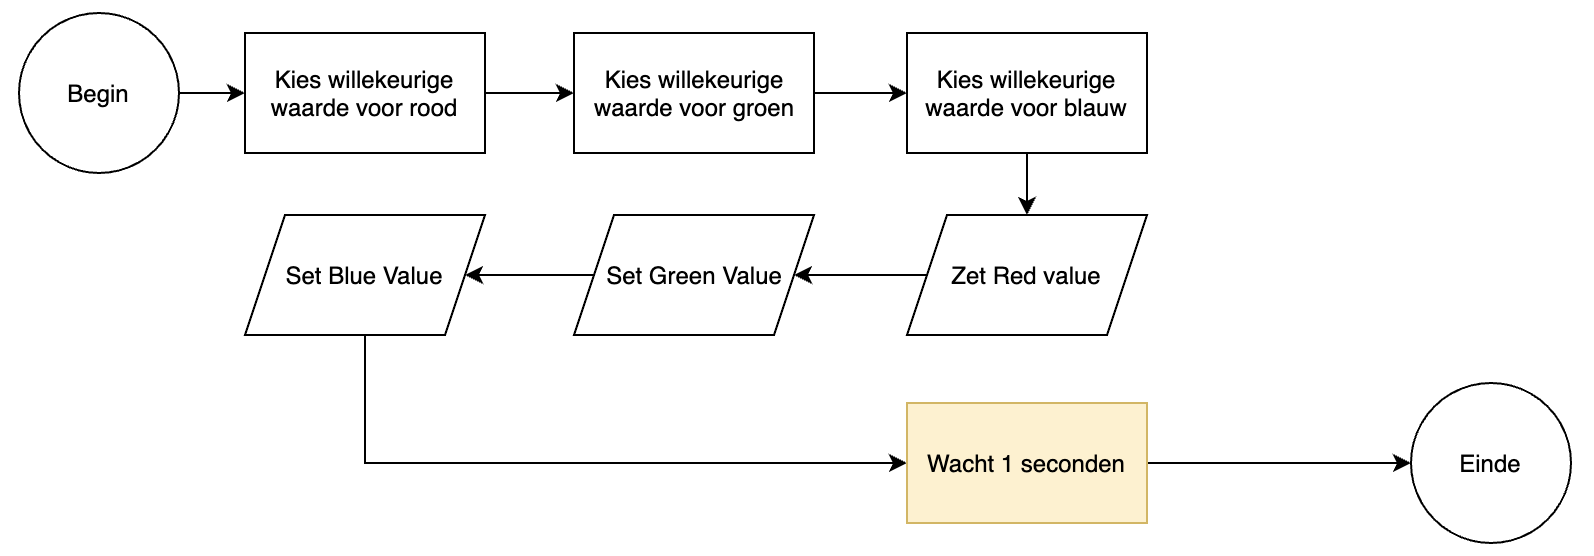 Begin
Kies willekeurige
waarde voor rood
Kies willekeurige
waarde voor groen
Kies willekeurige
waarde voor blauw
Zet Red value
Set Green Value
Set Blue Value
Wacht 1 seconden
Einde